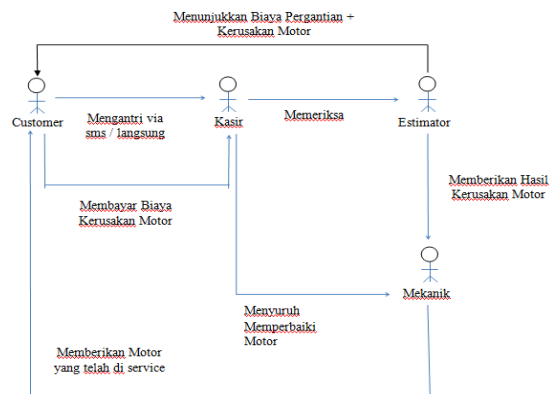 Menunjukkan Biaya Pergantian +
Kerusakan Motor
Customer
Mengantri via
sms / langsung
Kasir
Memeriksa
Estimator
Membayar Biaya
Kerusakan Motor
Memberikan Hasil
Kerusakan Motor
Mekanik
Menyuruh
Memperbaiki
Motor
Memberikan Motor
yang telah di service